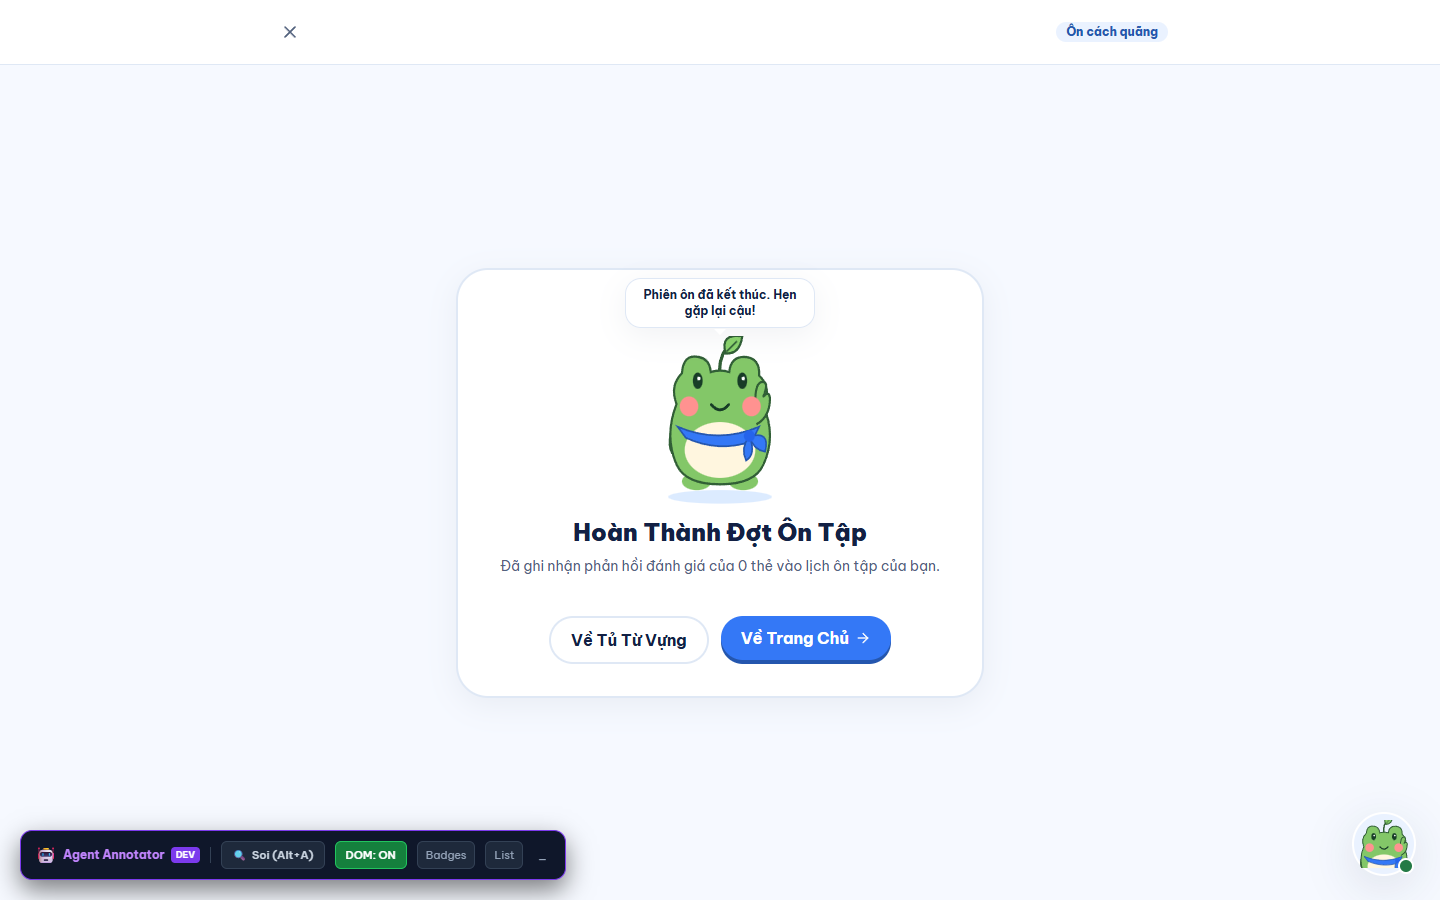 Ôn cách quãng
Phiên ôn đã kết thúc. Hẹn
gặp lại cậu!
Hoàn Thành Đợt Ôn Tập
Đã ghi nhận phản hồi đánh giá của 0 thẻ vào lịch ôn tập của bạn.
Về Tủ Từ Vựng
Về Trang Chủ →
Agent Annotator DEV Soi (Alt+A) DOM: ON Badges List _